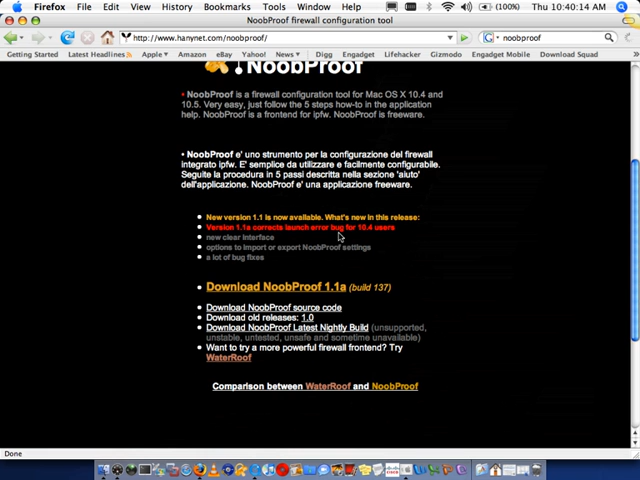 Firefox File Edit View History Bookmarks Tools Window Help (100%) Thu 10:40:14 AM
NoobProof firewall configuration tool
http://www.hanynet.com/noobproof/
noobproof
Getting Started Latest Headlines Apple Amazon eBay Yahoo! News Digg Engadget Lifehacker Gizmodo Engadget Mobile Download Squad
NoobProof
• NoobProof is a firewall configuration tool for Mac OS X 10.4 and
10.5. Very easy, just follow the 5 steps how-to in the application
help. NoobProof is a frontend for ipfw. NoobProof is freeware.
• NoobProof e' uno strumento per la configurazione del firewall
integrato ipfw. E' semplice da utilizzare e facilmente configurabile.
Seguite la procedura in 5 passi descritta nella sezione 'aiuto'
dell'applicazione. NoobProof e' una applicazione freeware.
• New version 1.1 is now available. What's new in this release:
• Version 1.1a corrects launch error bug for 10.4 users
• new clear interface
• options to import or export NoobProof settings
• a lot of bug fixes
• Download NoobProof 1.1a (build 137)
• Download NoobProof source code
• Download old releases: 1.0
• Download NoobProof Latest Nightly Build (unsupported,
unstable, untested, unsafe and sometime unavailable)
• Want to try a more powerful firewall frontend? Try
WaterRoof
Comparison between WaterRoof and NoobProof
Done